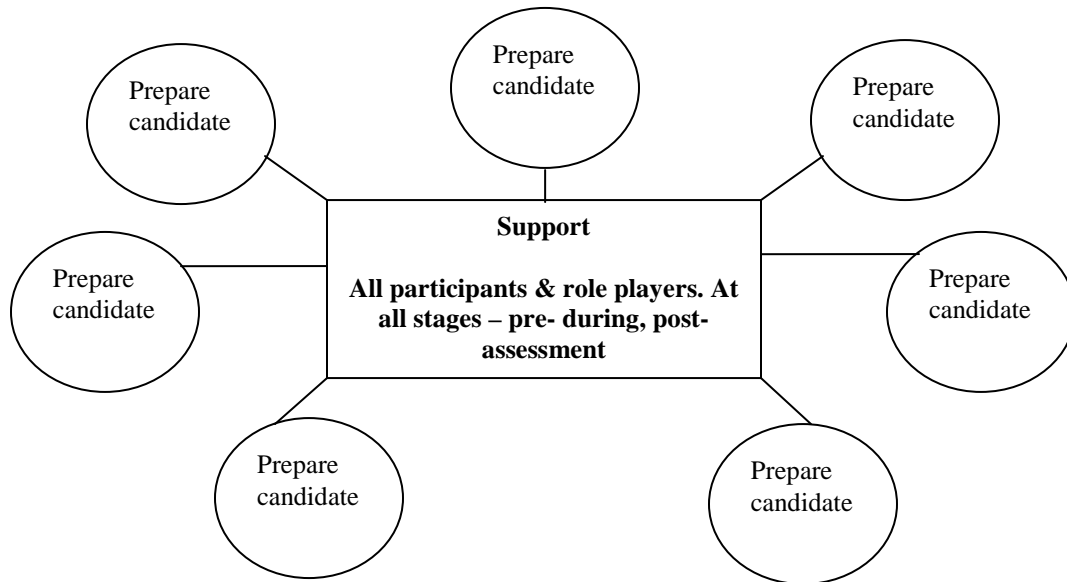 Prepare
candidate
Prepare
candidate
Prepare
candidate
Support
All participants & role players. At
all stages – pre- during, post-
assessment
Prepare
candidate
Prepare
candidate
Prepare
candidate
Prepare
candidate